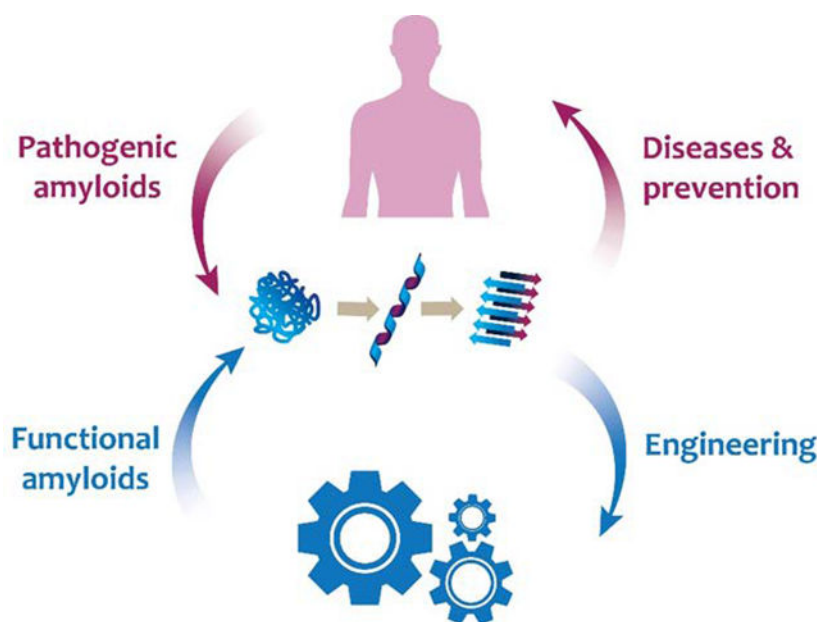 Pathogenic
amyloids
Diseases &
prevention
Functional
amyloids
Engineering